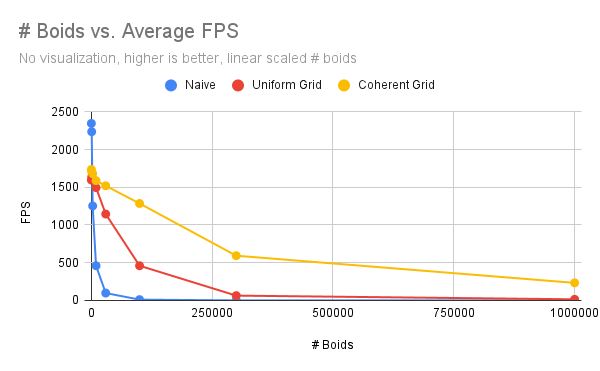 # Boids vs. Average FPS
No visualization, higher is better, linear scaled # boids
Naive Uniform Grid Coherent Grid
2500
2000
1500
1000
500
0
FPS
0 250000 500000 750000 1000000
# Boids